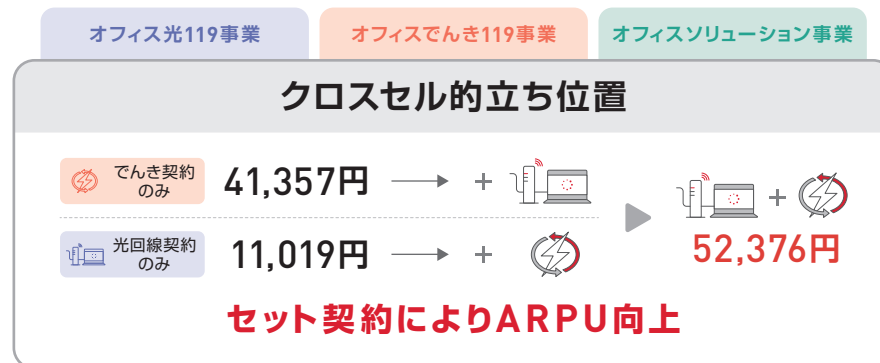 オフィス光119事業
オフィスでんき119事業
オフィスソリューション事業
クロスセル的立ち位置
でんき契約
のみ
41,357円
+
光回線契約
のみ
11,019円
+
+
52,376円
セット契約によりARPU向上